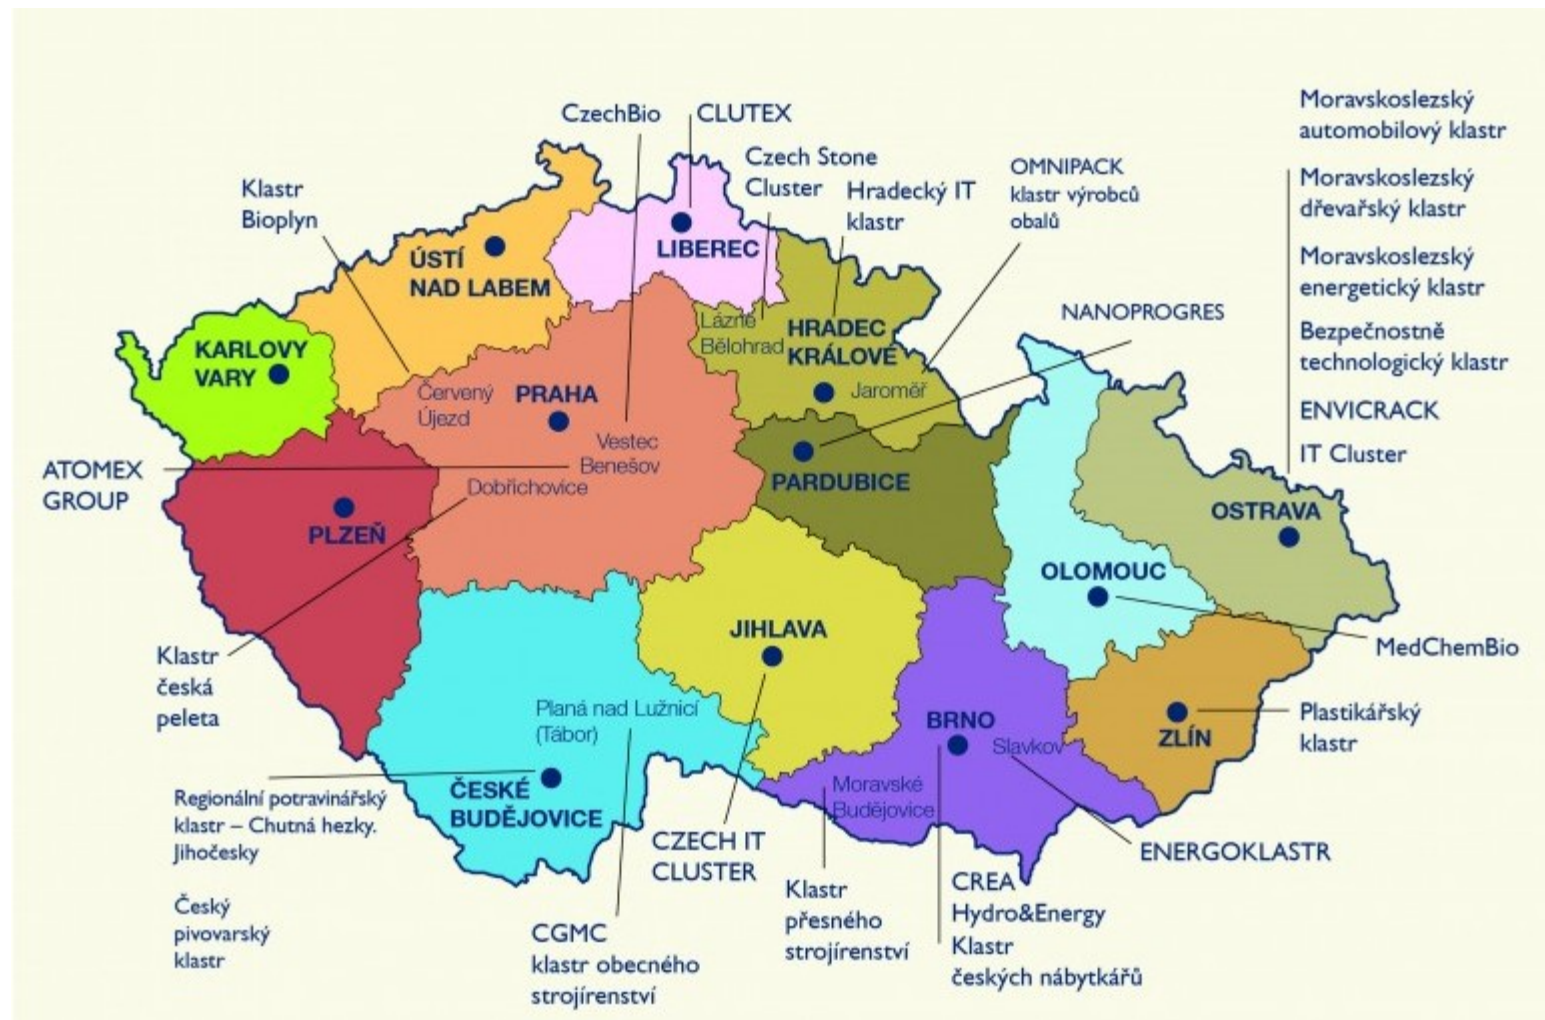 CzechBio
CLUTEX
Czech Stone
Cluster
Hradecký IT
klastr
OMNIPACK
klastr výrobců
obalů
Klastr
Bioplyn
NANOPROGRES
Moravskoslezský
automobilový klastr
Moravskoslezský
dřevařský klastr
Moravskoslezský
energetický klastr
Bezpečnostně
technologický klastr
ENVICRACK
IT Cluster
ÚSTÍ
NAD LABEM
LIBEREC
Lázně
Bělohrad
HRADEC
KRÁLOVÉ
Jaroměř
KARLOVY
VARY
Červený
Újezd
PRAHA
Vestec
Benešov
Dobřichovice
ATOMEX
GROUP
PLZEŇ
PARDUBICE
OSTRAVA
OLOMOUC
JIHLAVA
MedChemBio
Klastr
česká
peleta
Planá nad Lužnicí
(Tábor)
BRNO
Slavkov
ZLÍN
Plastikářský
klastr
Moravské
Budějovice
ČESKÉ
BUDĚJOVICE
Regionální potravinářský
klastr – Chutná hezky.
Jihočesky
Český
pivovarský
klastr
CZECH IT
CLUSTER
ENERGOKLASTR
CGMC
klastr obecného
strojírenství
Klastr
přesného
strojírenství
CREA
Hydro&Energy
Klastr
českých nábytkářů